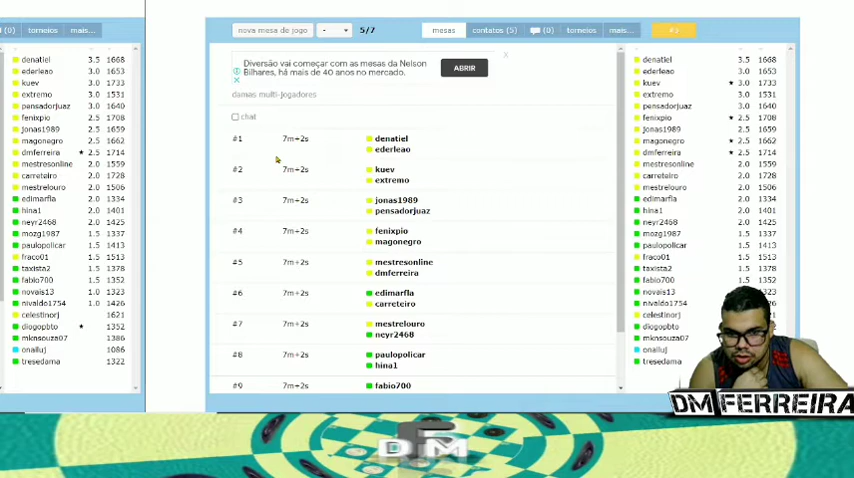 (0) torneios mais...
denatiel 3.5 1668
ederleo 3.0 1653
kuev 3.0 1733
extremo 3.0 1531
pensadorjuaz 3.0 1640
fenixpio 2.5 1708
jonas1989 2.5 1659
magonegro 2.5 1662
dmferreira ★ 2.5 1714
mestresonline 2.0 1559
carreteiro 2.0 1728
mestrelouro 2.0 1506
edimarfla 2.0 1334
hina1 2.0 1401
neyr2468 2.0 1450
mozg1987 1.5 1337
paulopolicar 1.5 1413
fraco01 1.5 1513
taxista2 1.5 1378
fabio700 1.5 1352
novais13 1.0 1323
nivaldo1754 1.0 1426
celestinorj 1621
diogopbto ★ 1352
mknsouza07 1386
onailuj 1086
tresedama 1322
nova mesa de jogo - 5/7 mesas contatos (5) (0) torneios mais...
Diversão vai começar com as mesas da Nelson
Bilhares, há mais de 40 anos no mercado.
ABRIR
X
damas multi-jogadores
chat
#1 7m+2s denatiel
ederleao
#2 7m+2s kuev
extremo
#3 7m+2s jonas1989
pensadorjuaz
#4 7m+2s fenixpio
magonegro
#5 7m+2s mestresonline
dmferreira
#6 7m+2s edimarfla
carreteiro
#7 7m+2s mestrelouro
neyr2468
#8 7m+2s paulopolicar
hina1
#9 7m+2s fabio700
denatiel 3.5 1668
ederleao 3.0 1653
kuev ★ 3.0 1733
extremo 3.0 1531
pensadorjuaz 3.0 1640
fenixpio ★ 2.5 1708
jonas1989 2.5 1659
magonegro ★ 2.5 1662
dmferreira ★ 2.5 1714
mestresonline 2.0 1559
carreteiro 2.0 1728
mestrelouro 2.0 1506
edimarfla 2.0 1334
hina1 2.0 1401
neyr2468 2.0
mozg1987 1.5 1337
paulopolicar 1.5 1413
fraco01 1.5 1513
taxista2 1.5 1378
fabio700 1.5 1352
novais13
nivaldo1754
celestinorj
diogopbto
mknsouza07
onailuj
tresedama
DM FERREIRA
DM